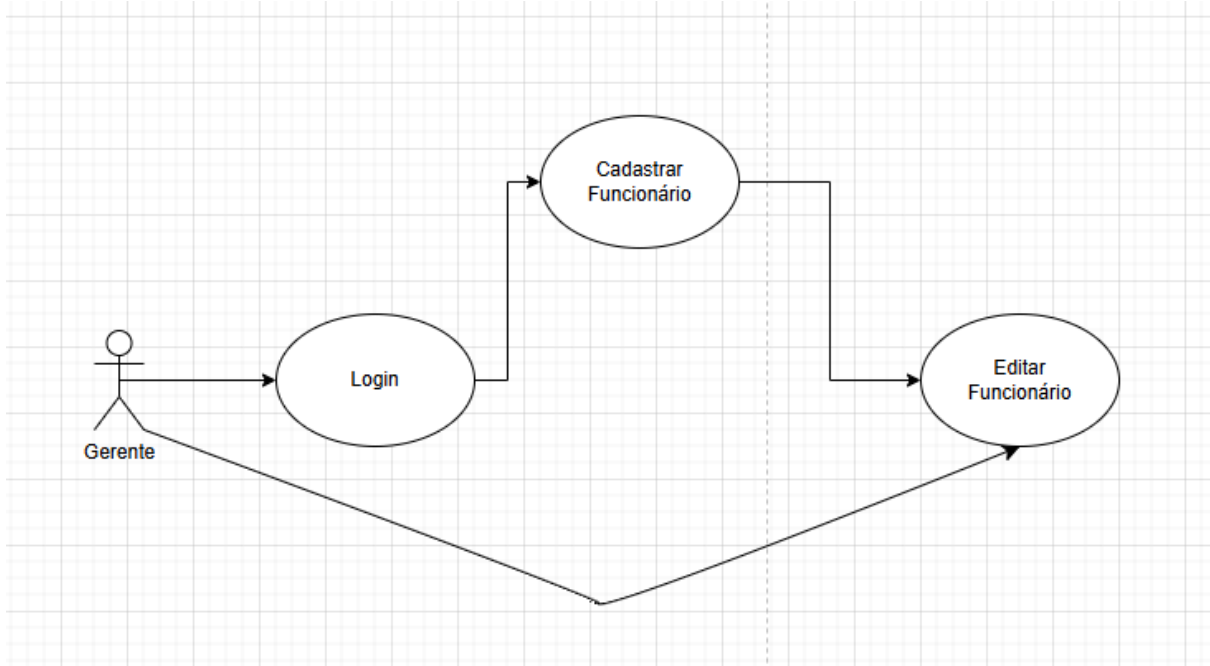 Cadastrar
Funcionário
Login
Editar
Funcionário
Gerente